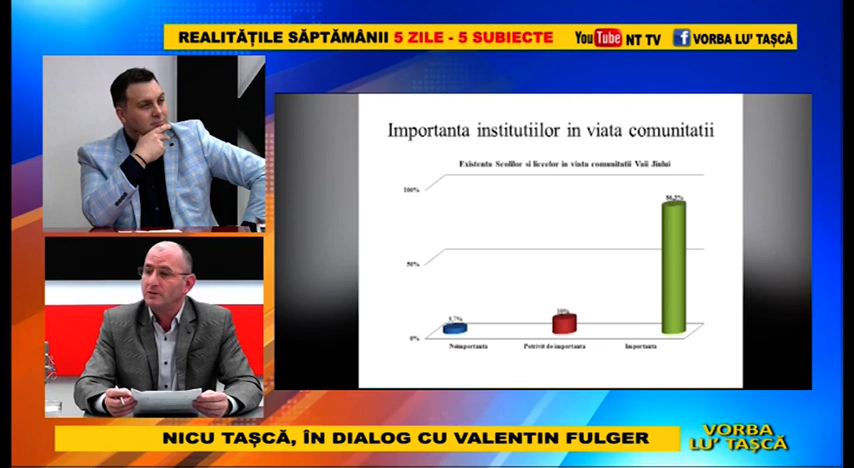 REALITĂȚILE SĂPTĂMÂNII 5 ZILE - 5 SUBIECTE YouTube NT TV f VORBA LU' TAȘCĂ
Importanta institutiilor in viata comunitatii
Existenta Scolilor si liceelor in viata comunitatii Vaii Jiului
100%
50%
0%
10%
Neimportanta
Potrivit de importanta
Importanta
NICU TAȘCĂ, ÎN DIALOG CU VALENTIN FULGER
VORBA
LU' TAȘCĂ